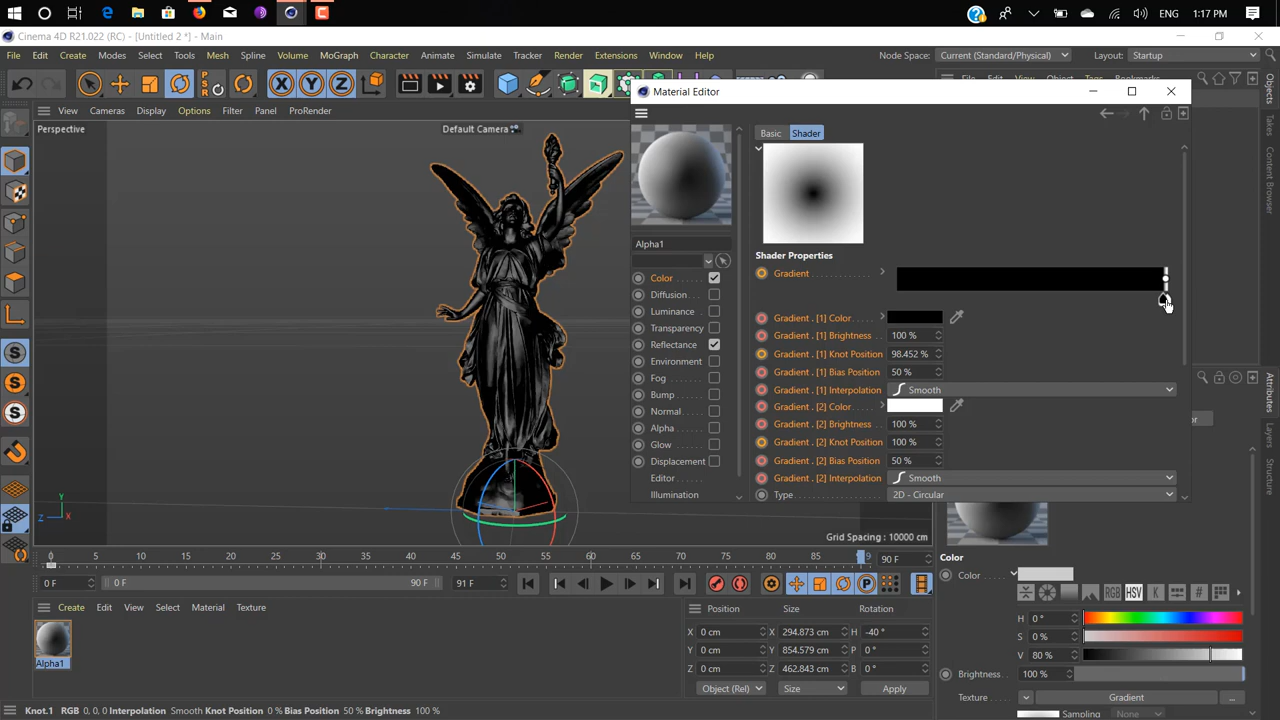 ENG 1:17 PM
Cinema 4D R21.022 (RC) - [Untitled 2 *] - Main
File Edit Create Modes Select Tools Mesh Spline Volume MoGraph Character Animate Simulate Tracker Render Extensions Window Help Node Space: Current (Standard/Physical) Layout: Startup
X Y Z
View Cameras Display Options Filter Panel ProRender
Perspective
Default Camera
Grid Spacing : 10000 cm
Y
Z X
Material Editor
Basic Shader
Alpha1
Color
Diffusion
Luminance
Transparency
Reflectance
Environment
Fog
Bump
Normal
Alpha
Glow
Displacement
Editor
Illumination
Shader Properties
Gradient
Gradient . [1] Color
Gradient . [1] Brightness 100 %
Gradient . [1] Knot Position 98.452 %
Gradient . [1] Bias Position 50 %
Gradient . [1] Interpolation Smooth
Gradient . [2] Color
Gradient . [2] Brightness 100 %
Gradient . [2] Knot Position 100 %
Gradient . [2] Bias Position 50 %
Gradient . [2] Interpolation Smooth
Type 2D - Circular
Objects
Takes
Content Browser
Attributes
Layers
Structure
0 5 10 15 20 25 30 35 40 45 50 55 60 65 70 75 80 85 90 F
0 F 0 F 90 F 91 F
Create Edit View Select Material Texture
Alpha1
Position Size Rotation
X 0 cm 294.873 cm H -40 °
Y 0 cm 854.579 cm P 0 °
Z 0 cm 462.843 cm B 0 °
Object (Rel) Size Apply
Color
Color
RGB HSV K #
H 0 °
S 0 %
V 80 %
Brightness 100 %
Texture Gradient ...
Sampling None
Knot.1 RGB 0, 0, 0 Interpolation Smooth Knot Position 0 % Bias Position 50 % Brightness 100 %